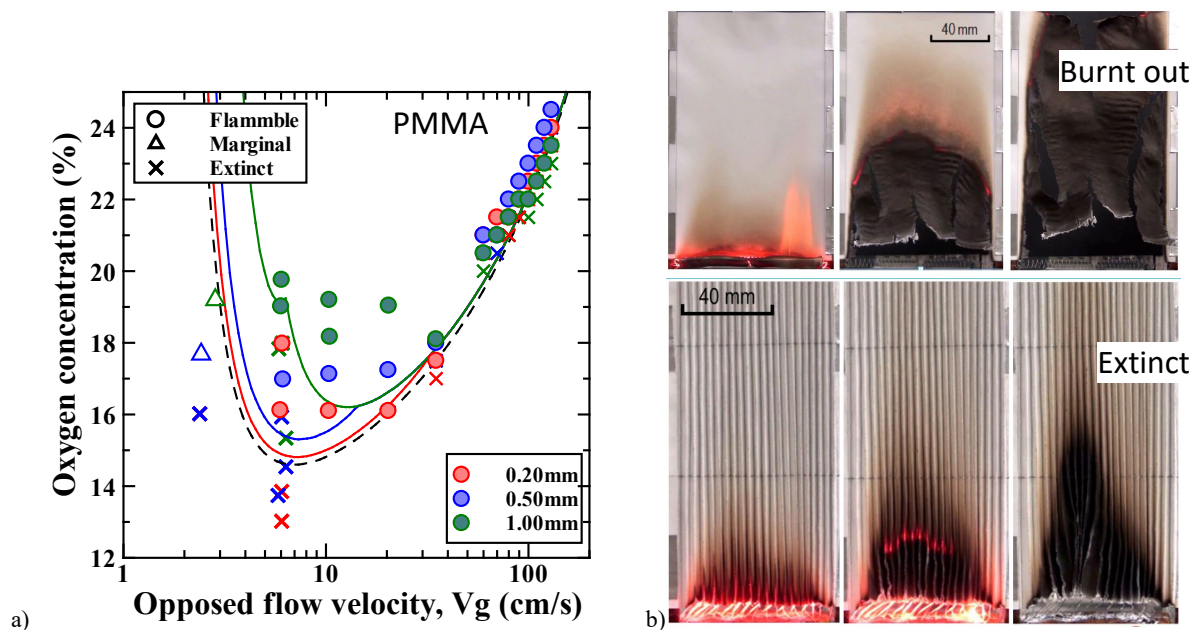 PMMA
Flammble
Marginal
Extinct
24
22
20
18
16
14
12
Oxygen concentration (%)
0.20mm
0.50mm
1.00mm
1
10
100
Opposed flow velocity, Vg (cm/s)
a)
40 mm
Burnt out
40 mm
Extinct
b)